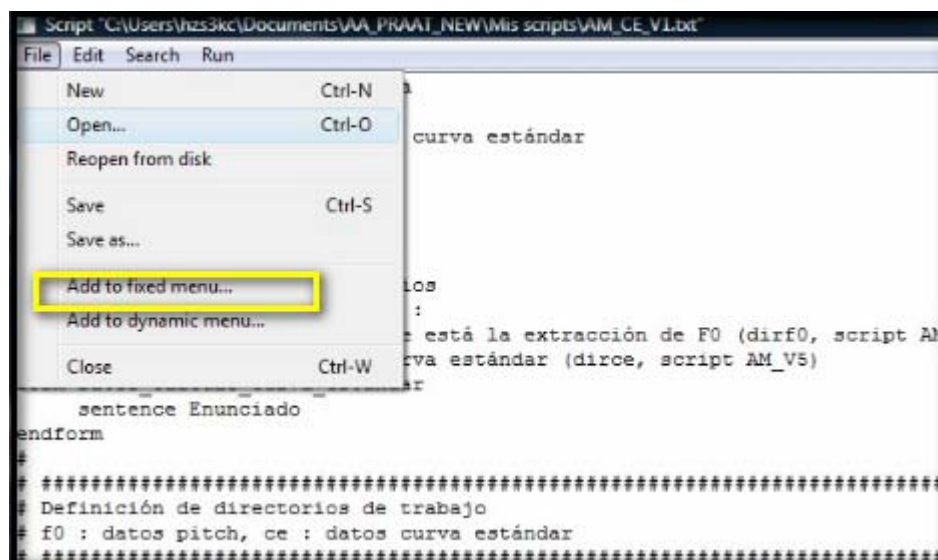 Script "C:\Users\hzs3kc\Documents\AA_PRAAT_NEW\Mis scripts\AM_CE_V1.txt"
File Edit Search Run
New Ctrl-N
Open... Ctrl-O
curva estándar
Reopen from disk
Save Ctrl-S
Save as...
Add to fixed menu...
ios
:
Add to dynamic menu...
está la extracción de F0 (dirf0, script AM
Close Ctrl-W
rva estándar (dirce, script AM_V5)
sentence Enunciado
endform
#
# ##########################################################################
# Definición de directorios de trabajo
# f0 : datos pitch, ce : datos curva estándar
# ##########################################################################